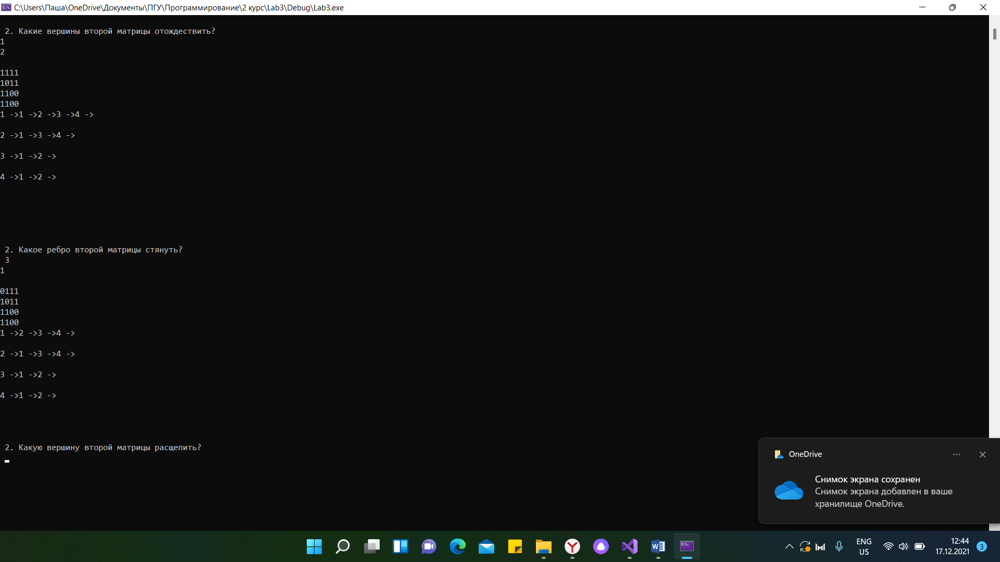 C:\Users\Паша\OneDrive\Документы\ПГУ\Программирование\2 курс\Lab3\Debug\Lab3.exe
2. Какие вершины второй матрицы отождествить?
1
2
1111
1011
1100
1100
1 ->1 ->2 ->3 ->4 ->
2 ->1 ->3 ->4 ->
3 ->1 ->2 ->
4 ->1 ->2 ->
2. Какое ребро второй матрицы стянуть?
3
1
0111
1011
1100
1100
1 ->2 ->3 ->4 ->
2 ->1 ->3 ->4 ->
3 ->1 ->2 ->
4 ->1 ->2 ->
2. Какую вершину второй матрицы расщепить?
OneDrive
Снимок экрана сохранен
Снимок экрана добавлен в ваше
хранилище OneDrive.
ENG
US
12:44
17.12.2021
3